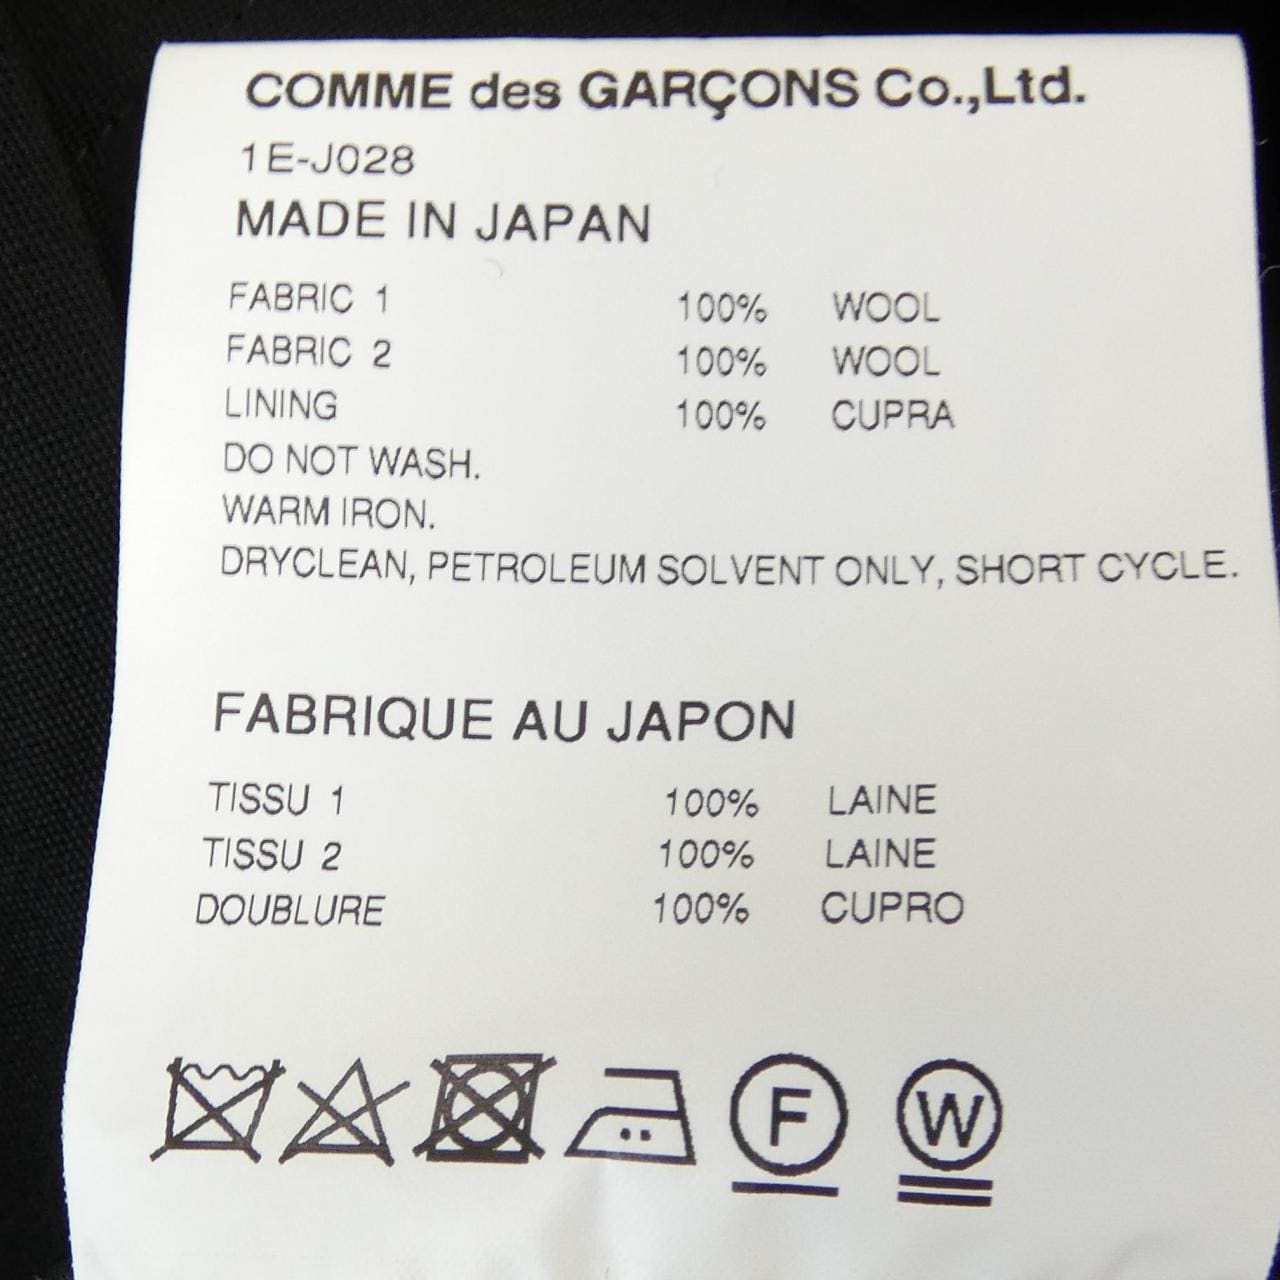 COMME des GARÇONS Co.,Ltd.
1E-J028
MADE IN JAPAN
FABRIC 1 100% WOOL
FABRIC 2 100% WOOL
LINING 100% CUPRA
DO NOT WASH.
WARM IRON.
DRYCLEAN, PETROLEUM SOLVENT ONLY, SHORT CYCLE.
FABRIQUE AU JAPON
TISSU 1 100% LAINE
TISSU 2 100% LAINE
DOUBLURE 100% CUPRO
F W